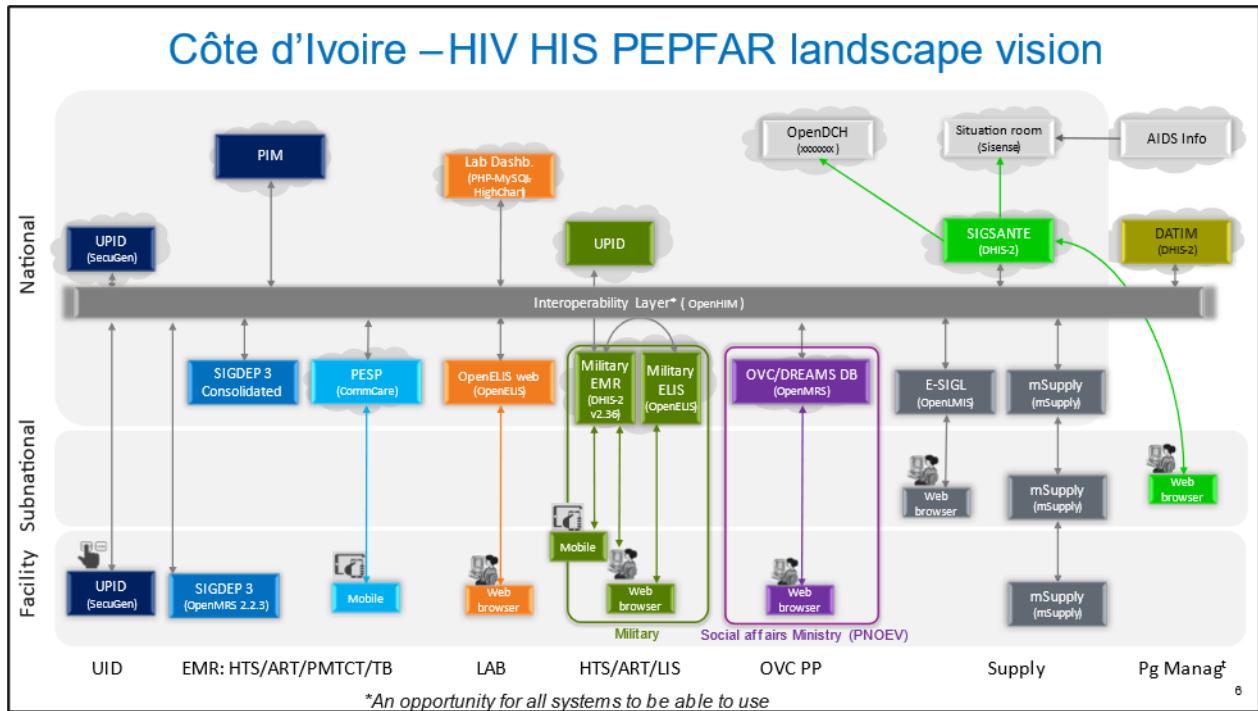 Côte d'Ivoire – HIV HIS PEPFAR landscape vision
National
Subnational
Facility
PIM
Lab Dashb.
(PHP-MySQL-
HighChart)
OpenDCH
(xxxxxxx)
Situation room
(Sisense)
AIDS Info
UPID
(SecuGen)
UPID
SIGSANTE
(DHIS-2)
DATIM
(DHIS-2)
Interoperability Layer* ( OpenHIM )
SIGDEP 3
Consolidated
PESP
(CommCare)
OpenELIS web
(OpenELIS)
Military
EMR
(DHIS-2
v2.36)
Military
ELIS
(OpenELIS)
OVC/DREAMS DB
(OpenMRS)
E-SIGL
(OpenLMIS)
mSupply
(mSupply)
Web
browser
mSupply
(mSupply)
Web
browser
UPID
(SecuGen)
SIGDEP 3
(OpenMRS 2.2.3)
Mobile
Web
browser
Mobile
Web
browser
Web
browser
mSupply
(mSupply)
Military
Social affairs Ministry (PNOEV)
UID
EMR: HTS/ART/PMTCT/TB
LAB
HTS/ART/LIS
OVC PP
Supply
Pg Managt
*An opportunity for all systems to be able to use
6